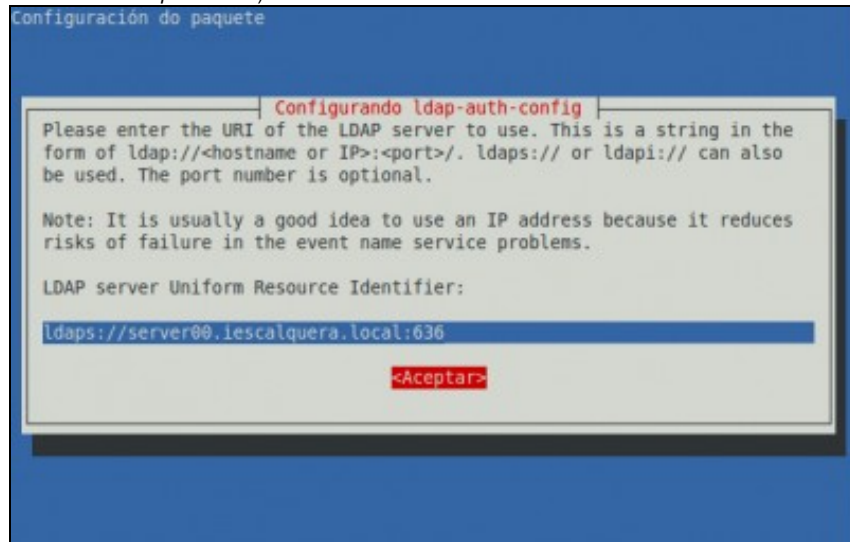 Configuración do paquete
Configurando ldap-auth-config
Please enter the URI of the LDAP server to use. This is a string in the
form of ldap://<hostname or IP>:<port>/. ldaps:// or ldapi:// can also
be used. The port number is optional.
Note: It is usually a good idea to use an IP address because it reduces
risks of failure in the event name service problems.
LDAP server Uniform Resource Identifier:
ldaps://server00.iescalquera.local:636
<Aceptar>